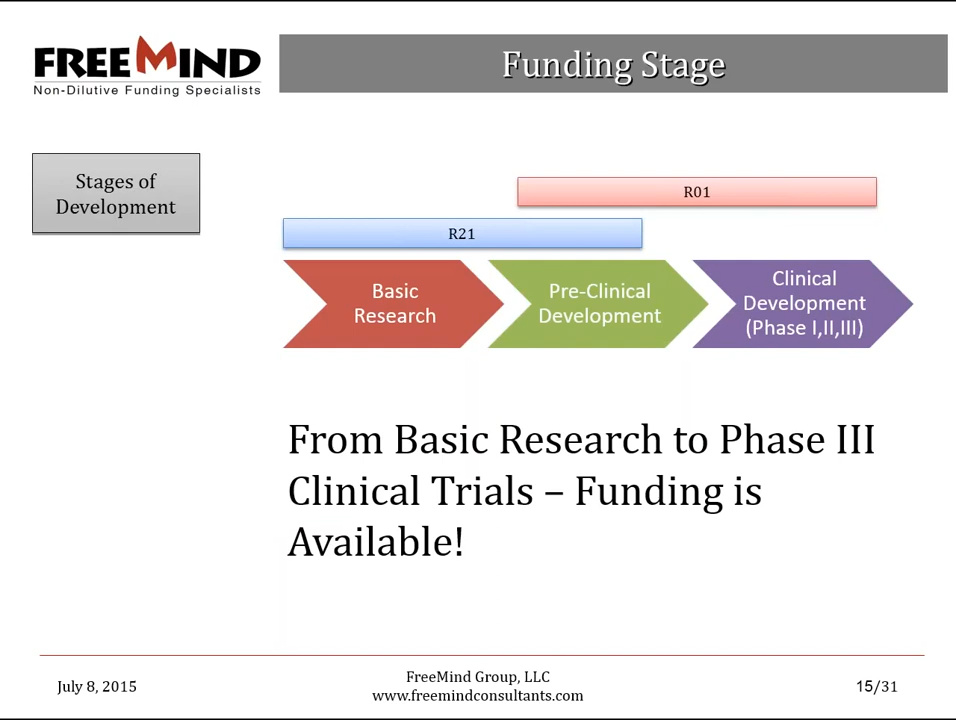 FREEMIND
Non-Dilutive Funding Specialists
Funding Stage
Stages of
Development
R01
R21
Basic
Research
Pre-Clinical
Development
Clinical
Development
(Phase I,II,III)
From Basic Research to Phase III
Clinical Trials – Funding is
Available!
July 8, 2015
FreeMind Group, LLC
www.freemindconsultants.com
15/31